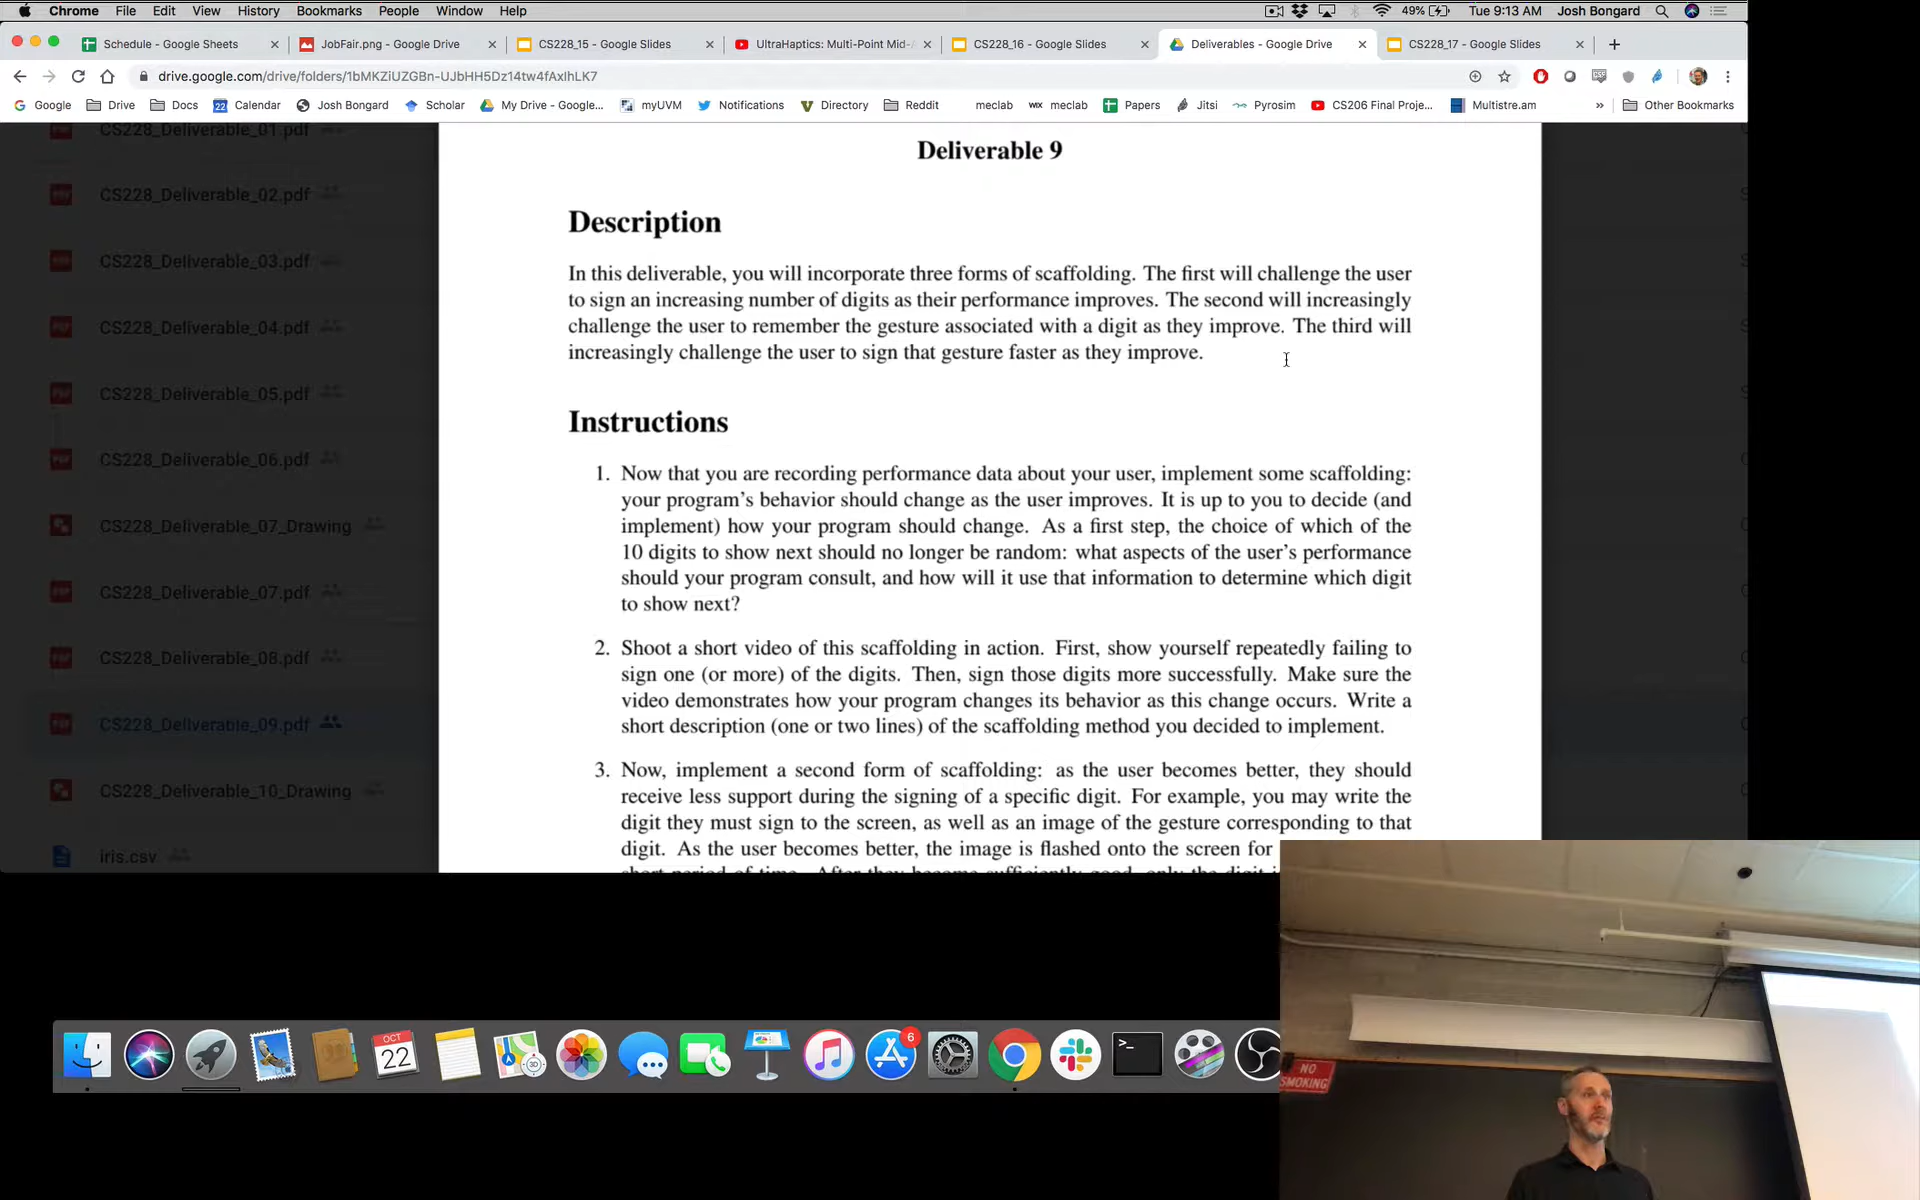 Chrome File Edit View History Bookmarks People Window Help 49% Tue 9:13 AM Josh Bongard
Schedule - Google Sheets JobFair.png - Google Drive CS228_15 - Google Slides UltraHaptics: Multi-Point Mid-A CS228_16 - Google Slides Deliverables - Google Drive CS228_17 - Google Slides
drive.google.com/drive/folders/1bMKZiUZGBn-UJbHH5Dz14tw4fAxlhLK7
Google Drive Docs 22 Calendar Josh Bongard Scholar My Drive - Google... myUVM Notifications Directory Reddit meclab WIX meclab Papers Jitsi Pyrosim CS206 Final Proje... Multistre.am » Other Bookmarks
CS228_Deliverable_01.pdf
CS228_Deliverable_02.pdf
CS228_Deliverable_03.pdf
CS228_Deliverable_04.pdf
CS228_Deliverable_05.pdf
CS228_Deliverable_06.pdf
CS228_Deliverable_07_Drawing
CS228_Deliverable_07.pdf
CS228_Deliverable_08.pdf
CS228_Deliverable_09.pdf
CS228_Deliverable_10_Drawing
iris.csv
Deliverable 9
Description
In this deliverable, you will incorporate three forms of scaffolding. The first will challenge the user
to sign an increasing number of digits as their performance improves. The second will increasingly
challenge the user to remember the gesture associated with a digit as they improve. The third will
increasingly challenge the user to sign that gesture faster as they improve.
Instructions
1. Now that you are recording performance data about your user, implement some scaffolding:
your program's behavior should change as the user improves. It is up to you to decide (and
implement) how your program should change. As a first step, the choice of which of the
10 digits to show next should no longer be random: what aspects of the user's performance
should your program consult, and how will it use that information to determine which digit
to show next?
2. Shoot a short video of this scaffolding in action. First, show yourself repeatedly failing to
sign one (or more) of the digits. Then, sign those digits more successfully. Make sure the
video demonstrates how your program changes its behavior as this change occurs. Write a
short description (one or two lines) of the scaffolding method you decided to implement.
3. Now, implement a second form of scaffolding: as the user becomes better, they should
receive less support during the signing of a specific digit. For example, you may write the
digit they must sign to the screen, as well as an image of the gesture corresponding to that
digit. As the user becomes better, the image is flashed onto the screen for
short period of time. After they become sufficiently good, only the digit i
OCT
22
6
NO
SMOKING